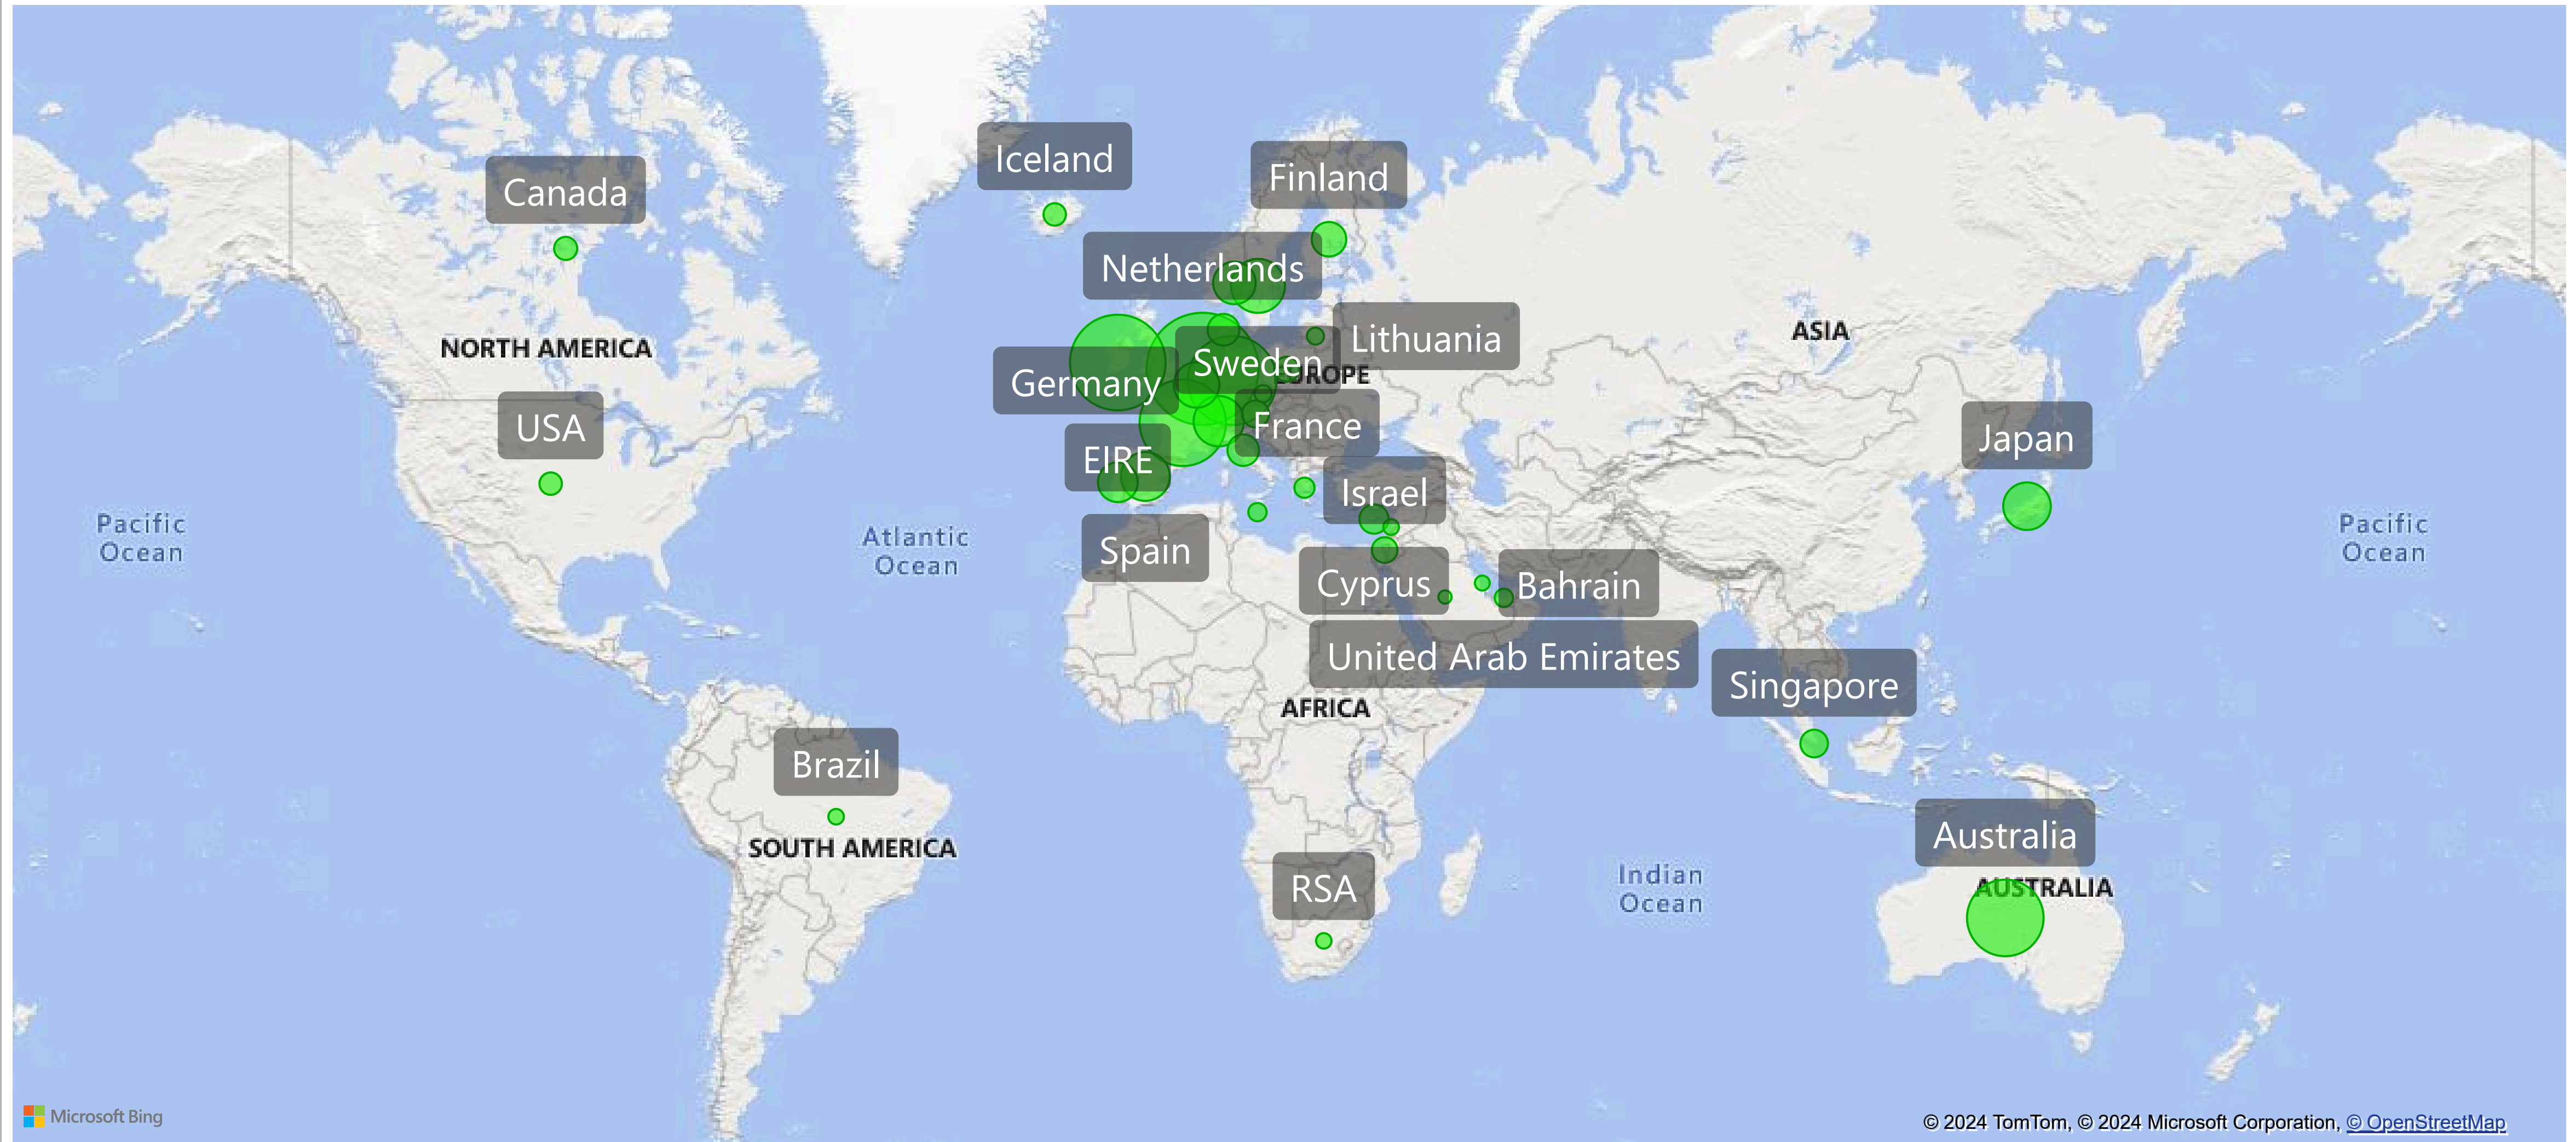 Iceland
Finland
Canada
Netherlands
Lithuania
ASIA
NORTH AMERICA
Sweden
EUROPE
Germany
USA
France
Japan
EIRE
Israel
Pacific
Ocean
Atlantic
Ocean
Pacific
Ocean
Spain
Cyprus
Bahrain
United Arab Emirates
Singapore
AFRICA
Brazil
Australia
SOUTH AMERICA
RSA
Indian
Ocean
AUSTRALIA
Microsoft Bing
© 2024 TomTom, © 2024 Microsoft Corporation, © OpenStreetMap